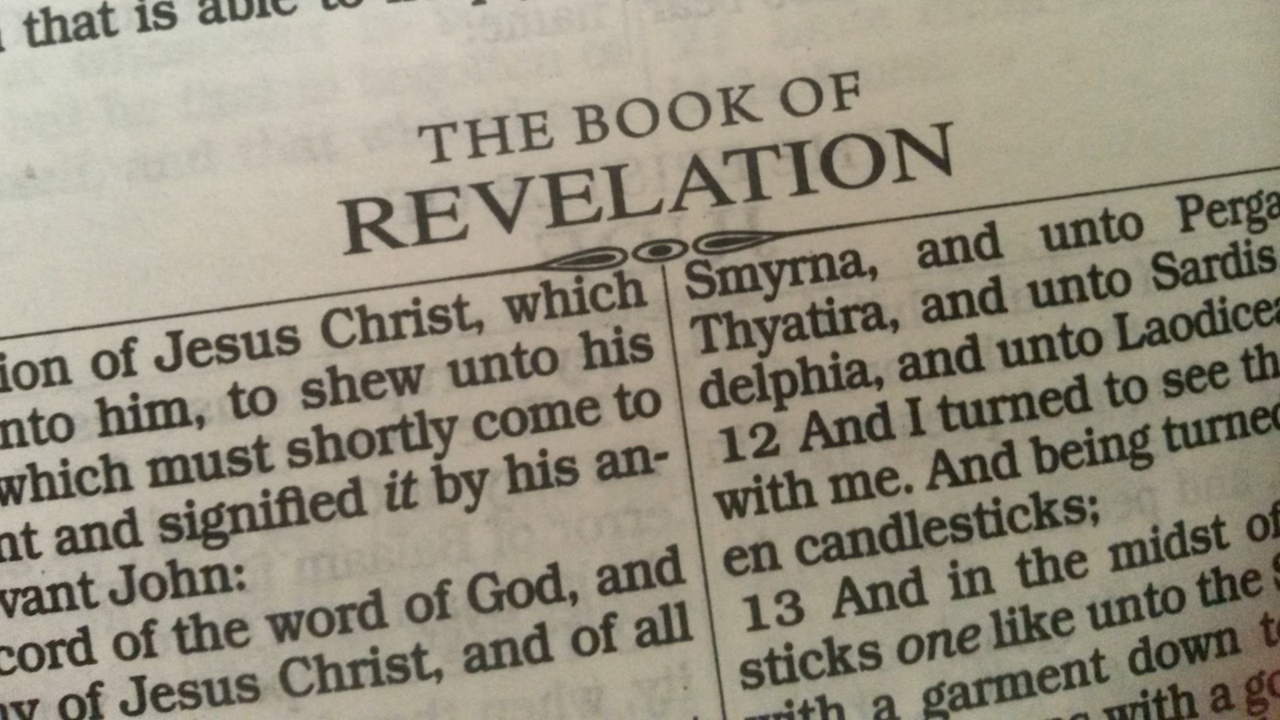 that is able to
THE BOOK OF
REVELATION
ion of Jesus Christ, which
nto him, to shew unto his
which must shortly come to
nt and signified it by his an-
vant John:
cord of the word of God, and
y of Jesus Christ, and of all
Smyrna, and unto Perga
Thyatira, and unto Sardis
delphia, and unto Laodice
12 And I turned to see th
with me. And being turned
en candlesticks;
13 And in the midst of
sticks one like unto the
with a garment down t
with a go